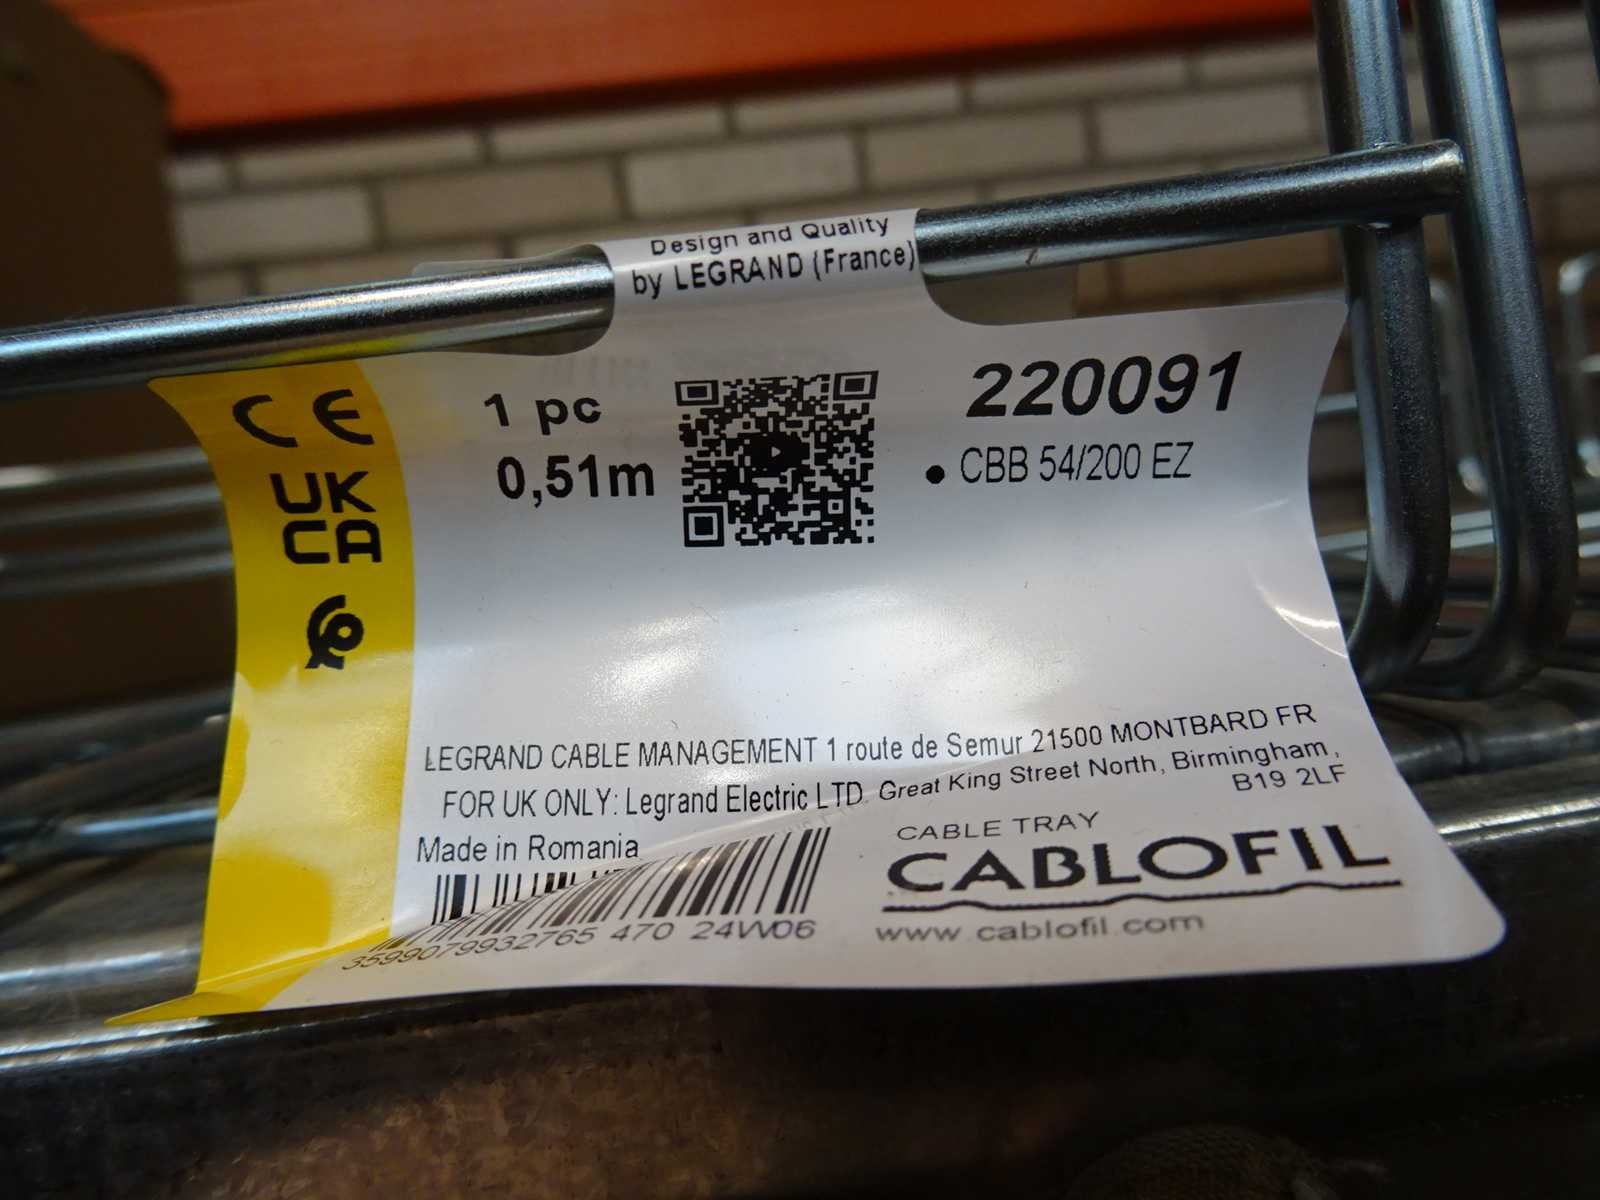 Design and Quality
by LEGRAND (France)
CE
UK
CA
1 pc
0,51m
220091
• CBB 54/200 EZ
LEGRAND CABLE MANAGEMENT 1 route de Semur 21500 MONTBARD FR
FOR UK ONLY: Legrand Electric LTD. Great King Street North, Birmingham,
B19 2LF
Made in Romania
3599079932765 470 24W06
CABLE TRAY
CABLOFIL
www.cablofil.com